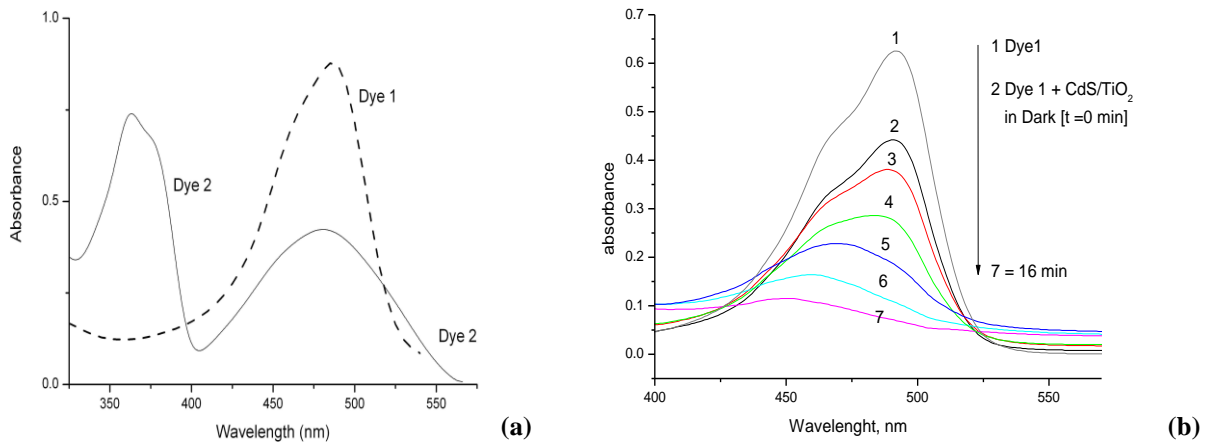 1.0
0.5
0.0
Absorbance
Dye 1
Dye 2
Dye 2
350 400 450 500 550
Wavelength (nm)
(a)
0.7
0.6
0.5
0.4
0.3
0.2
0.1
0.0
absorbance
1
2
3
4
5
6
7
1 Dye1
2 Dye 1 + CdS/TiO2
in Dark [t =0 min]
7 = 16 min
400 450 500 550
Wavelenght, nm
(b)